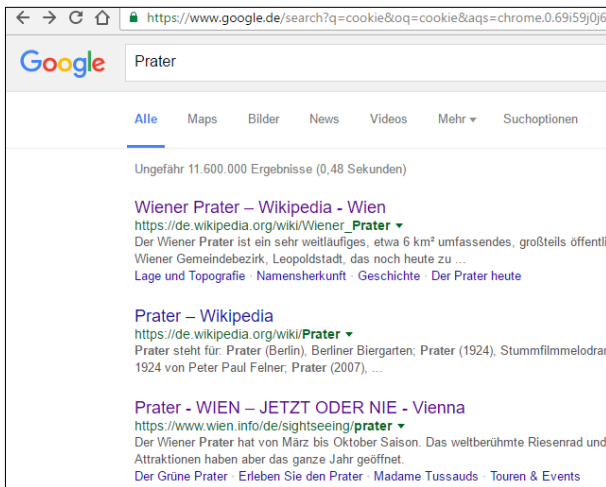 https://www.google.de/search?q=cookie&oq=cookie&aqs=chrome.0.69i59j0j6
Google Prater
Alle Maps Bilder News Videos Mehr Suchoptionen
Ungefähr 11.600.000 Ergebnisse (0,48 Sekunden)
Wiener Prater – Wikipedia - Wien
https://de.wikipedia.org/wiki/Wiener_Prater
Der Wiener Prater ist ein sehr weitläufiges, etwa 6 km² umfassendes, großteils öffentli
Wiener Gemeindebezirk, Leopoldstadt, das noch heute zu ...
Lage und Topografie · Namensherkunft · Geschichte · Der Prater heute
Prater – Wikipedia
https://de.wikipedia.org/wiki/Prater
Prater steht für: Prater (Berlin), Berliner Biergarten; Prater (1924), Stummfilmmelodran
1924 von Peter Paul Felner; Prater (2007), ...
Prater - WIEN – JETZT ODER NIE - Vienna
https://www.wien.info/de/sightseeing/prater
Der Wiener Prater hat von März bis Oktober Saison. Das weltberühmte Riesenrad und
Attraktionen haben aber das ganze Jahr geöffnet.
Der Grüne Prater · Erleben Sie den Prater · Madame Tussauds · Touren & Events